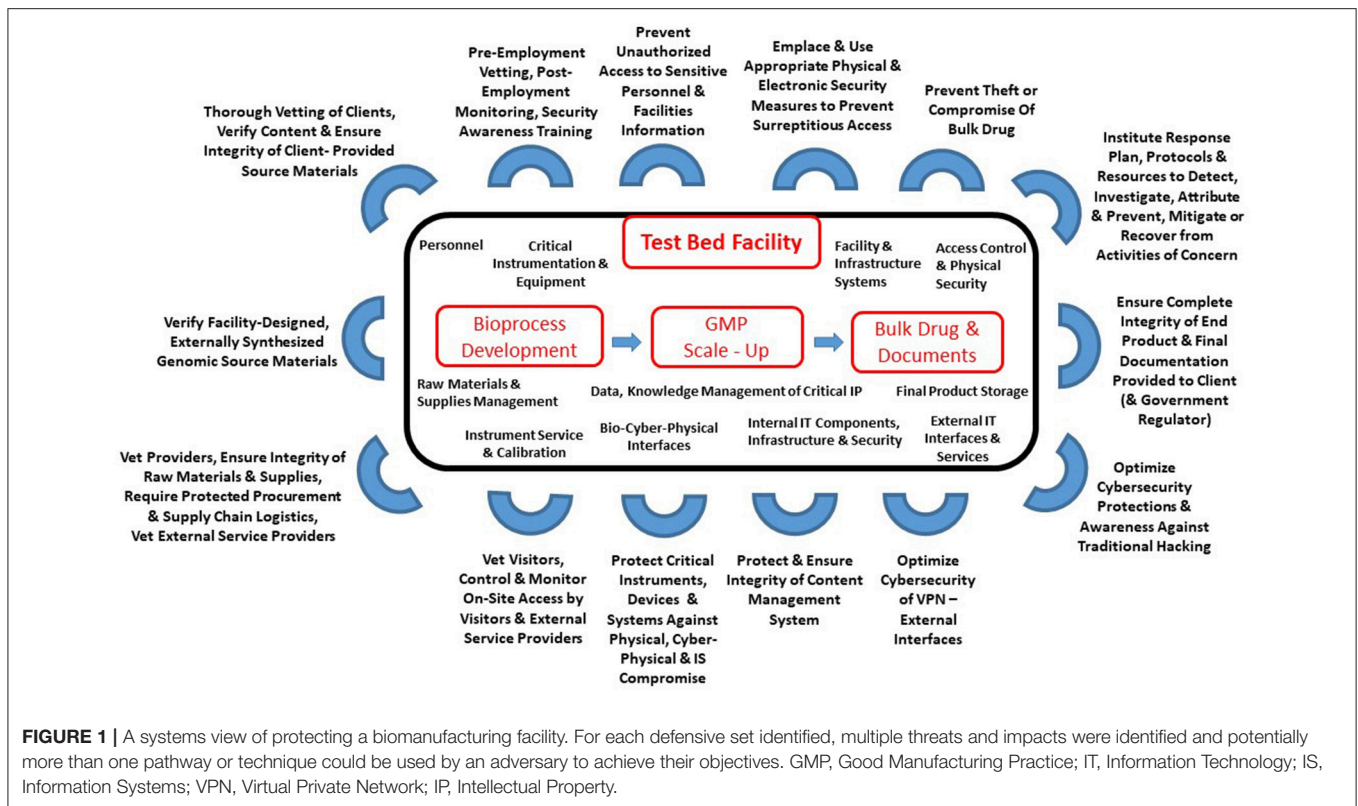 Thorough Vetting of Clients,
Verify Content & Ensure
Integrity of Client- Provided
Source Materials
Pre-Employment
Vetting, Post-
Employment
Monitoring, Security
Awareness Training
Prevent
Unauthorized
Access to Sensitive
Personnel &
Facilities
Information
Emplace & Use
Appropriate Physical &
Electronic Security
Measures to Prevent
Surreptitious Access
Prevent Theft or
Compromise Of
Bulk Drug
Institute Response
Plan, Protocols &
Resources to Detect,
Investigate, Attribute
& Prevent, Mitigate or
Recover from
Activities of Concern
Personnel
Critical
Instrumentation &
Equipment
Test Bed Facility
Facility &
Infrastructure
Systems
Access Control
& Physical
Security
Verify Facility-Designed,
Externally Synthesized
Genomic Source Materials
Bioprocess
Development
GMP
Scale - Up
Bulk Drug &
Documents
Ensure Complete
Integrity of End
Product & Final
Documentation
Provided to Client
(& Government
Regulator)
Raw Materials &
Supplies Management
Data, Knowledge Management of Critical IP
Final Product Storage
Instrument Service
& Calibration
Bio-Cyber-Physical
Interfaces
Internal IT Components,
Infrastructure & Security
External IT
Interfaces &
Services
Vet Providers, Ensure Integrity of
Raw Materials & Supplies,
Require Protected Procurement
& Supply Chain Logistics,
Vet External Service Providers
Optimize
Cybersecurity
Protections &
Awareness Against
Traditional Hacking
Vet Visitors,
Control & Monitor
On-Site Access by
Visitors & External
Service Providers
Protect Critical
Instruments,
Devices &
Systems Against
Physical, Cyber-
Physical & IS
Compromise
Protect & Ensure
Integrity of Content
Management
System
Optimize
Cybersecurity
of VPN –
External
Interfaces
FIGURE 1 | A systems view of protecting a biomanufacturing facility. For each defensive set identified, multiple threats and impacts were identified and potentially
more than one pathway or technique could be used by an adversary to achieve their objectives. GMP, Good Manufacturing Practice; IT, Information Technology; IS,
Information Systems; VPN, Virtual Private Network; IP, Intellectual Property.